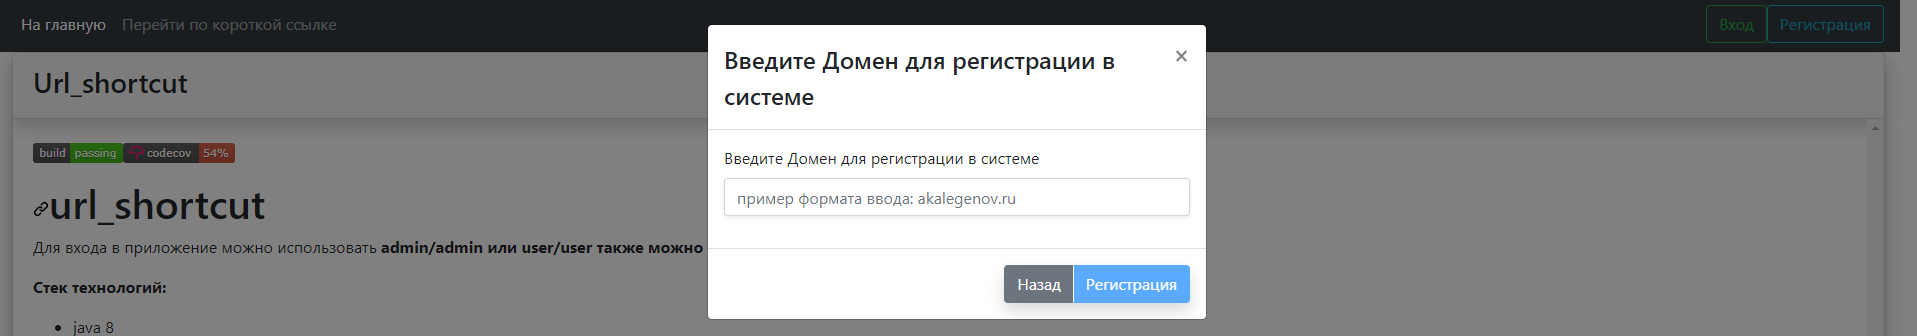 На главную Перейти по короткой ссылке Вход Регистрация
Url_shortcut
build passing codecov 54%
url_shortcut
Для входа в приложение можно использовать admin/admin или user/user также можно
Стек технологий:
java 8
Введите Домен для регистрации в
системе
×
Введите Домен для регистрации в системе
пример формата ввода: akalegenov.ru
Назад Регистрация